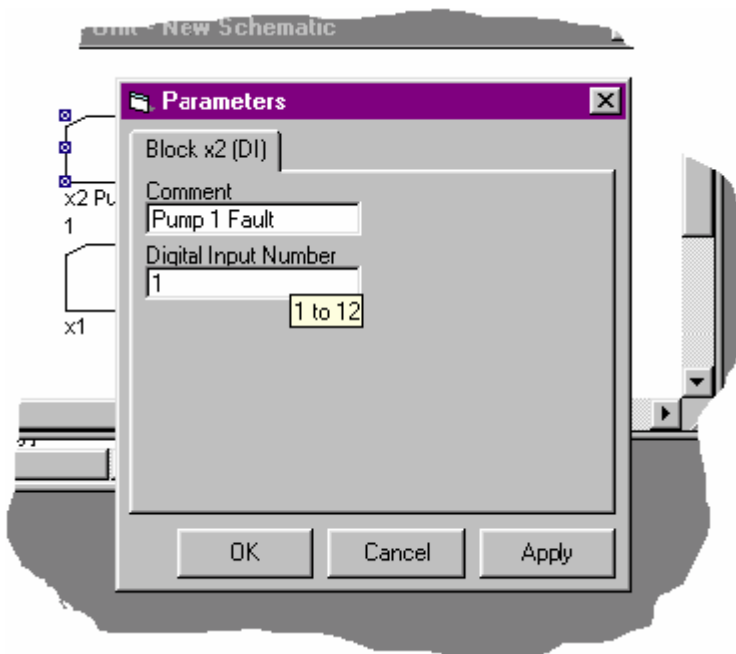 Unit - New Schematic
Parameters
Block x2 (DI)
x2 Pu
1
x1
Comment
Pump 1 Fault
Digital Input Number
1
1 to 12
OK
Cancel
Apply